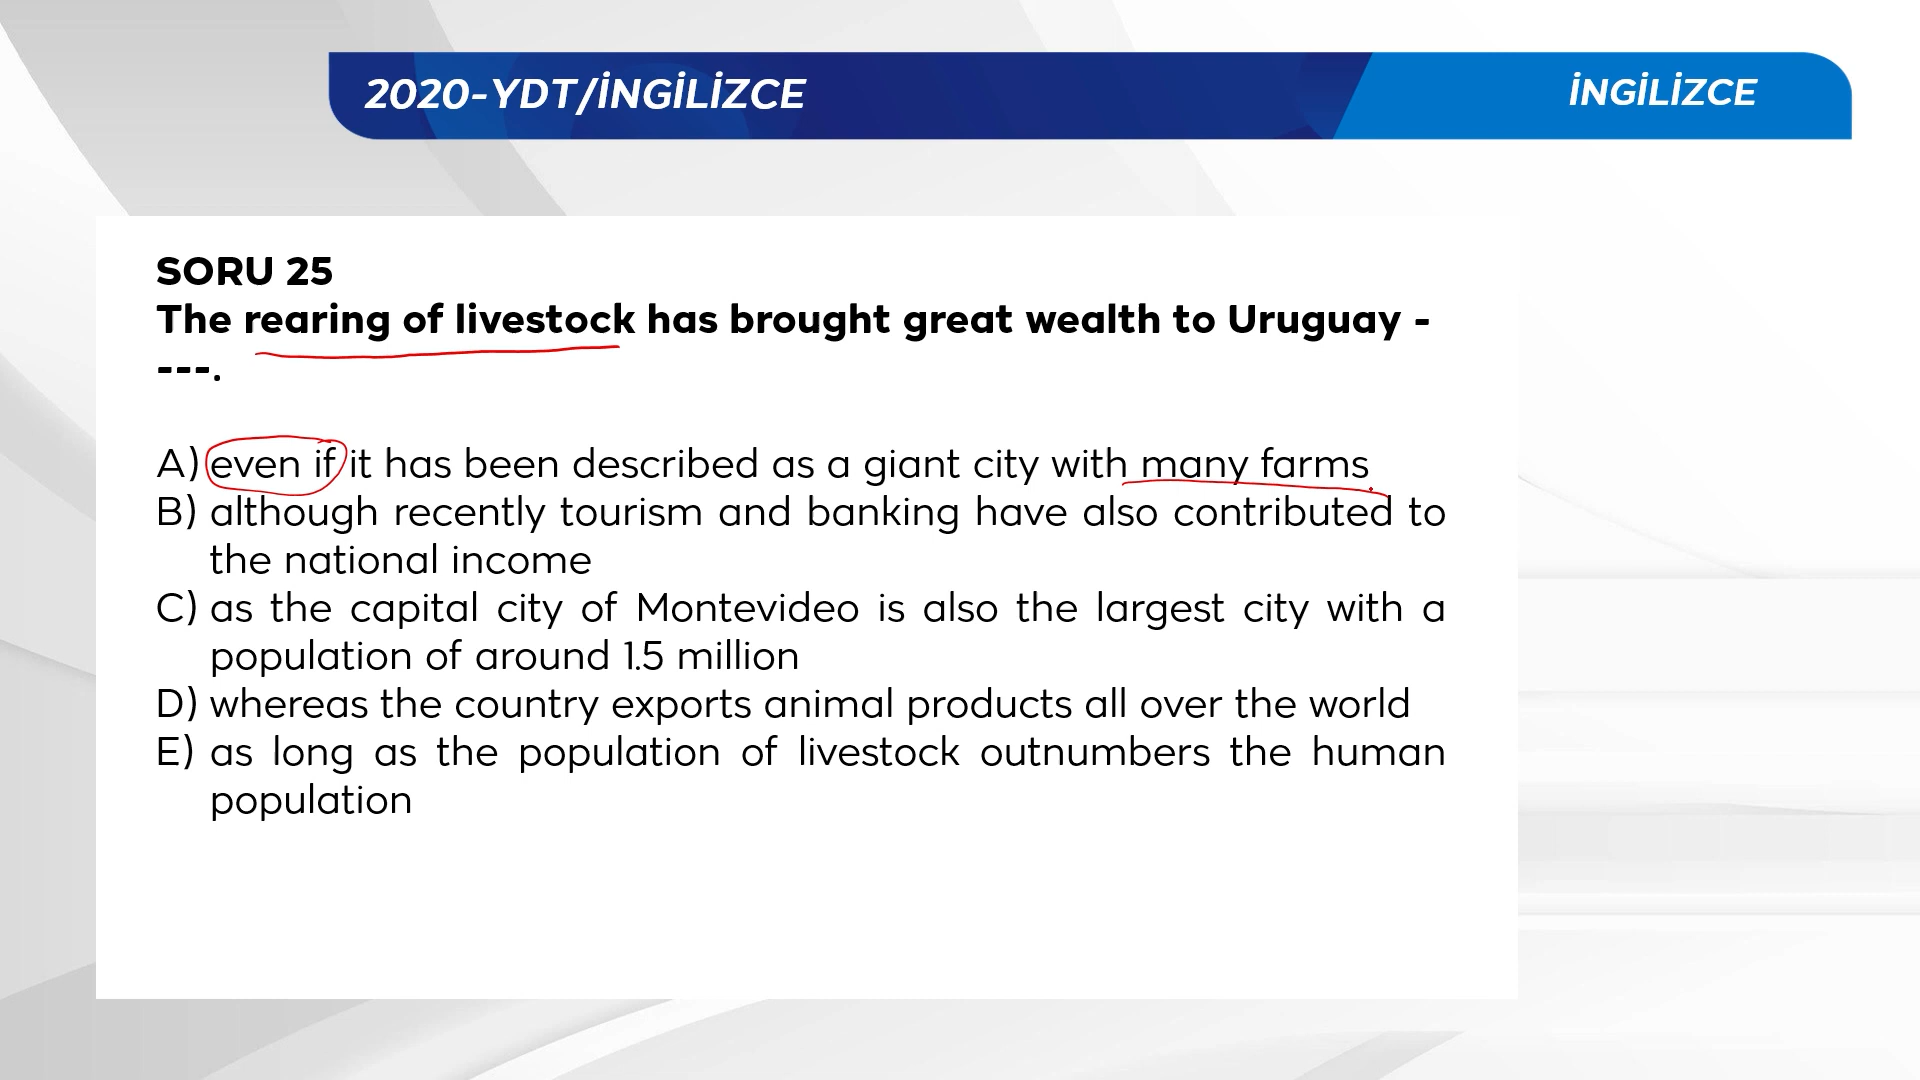 2020-YDT/İNGİLİZCE
İNGİLİZCE
SORU 25
The rearing of livestock has brought great wealth to Uruguay -
---.
A) even if it has been described as a giant city with many farms
B) although recently tourism and banking have also contributed to
the national income
C) as the capital city of Montevideo is also the largest city with a
population of around 1.5 million
D) whereas the country exports animal products all over the world
E) as long as the population of livestock outnumbers the human
population